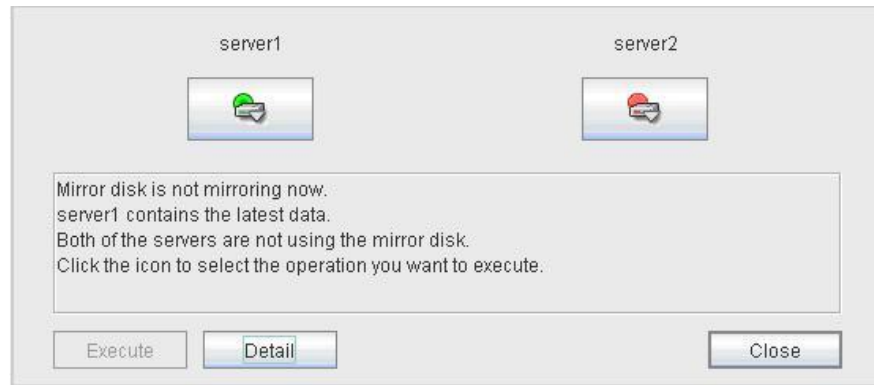 server1
server2
Mirror disk is not mirroring now.
server1 contains the latest data.
Both of the servers are not using the mirror disk.
Click the icon to select the operation you want to execute.
Execute
Detail
Close